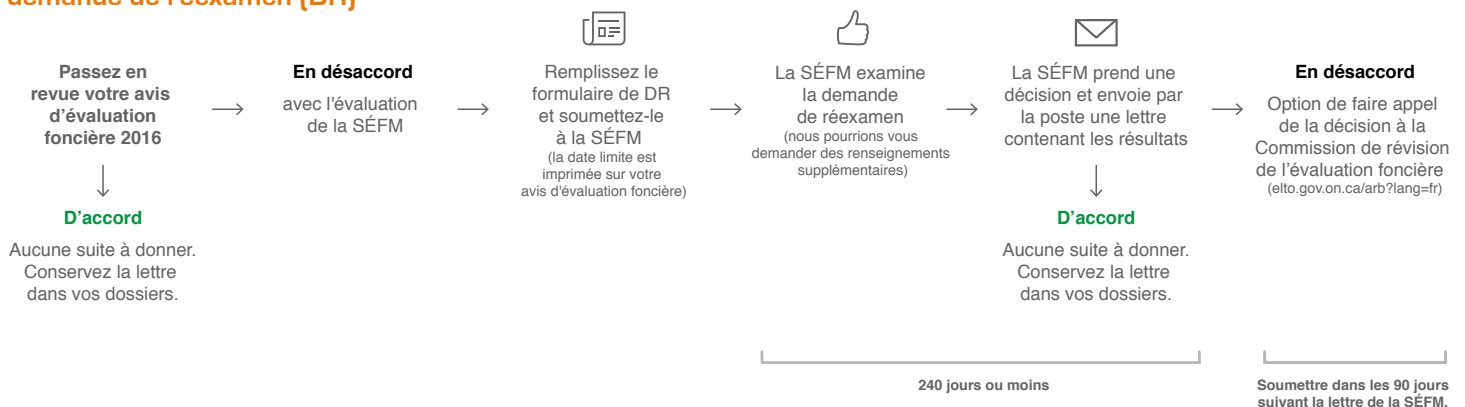 demande de réexamen (DR)
Passez en
revue votre avis
d'évaluation
foncière 2016
D'accord
Aucune suite à donner.
Conservez la lettre
dans vos dossiers.
En désaccord
avec l'évaluation
de la SÉFM
Remplissez le
formulaire de DR
et soumettez-le
à la SÉFM
(la date limite est
imprimée sur votre
avis d'évaluation foncière)
La SÉFM examine
la demande
de réexamen
(nous pourrions vous
demander des renseignements
supplémentaires)
La SÉFM prend une
décision et envoie par
la poste une lettre
contenant les résultats
D'accord
Aucune suite à donner.
Conservez la lettre
dans vos dossiers.
En désaccord
Option de faire appel
de la décision à la
Commission de révision
de l'évaluation foncière
(elto.gov.on.ca/arb?lang=fr)
240 jours ou moins
Soumettre dans les 90 jours
suivant la lettre de la SÉFM.